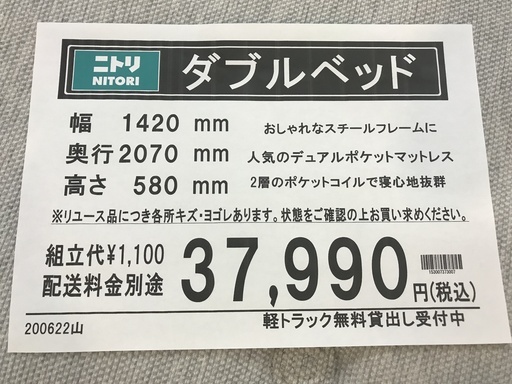 ニトリ
NITORI
ダブルベッド
幅 1420 mm
奥行2070 mm
高さ 580 mm
おしゃれなスチールフレームに
人気のデュアルポケットマットレス
2層のポケットコイルで寝心地抜群
※リユース品につき各所キズ・ヨゴレあります。状態をご確認の上お買い求めください。
組立代¥1,100
配送料金別途
37,990円(税込)
軽トラック無料貸出し受付中
200622山